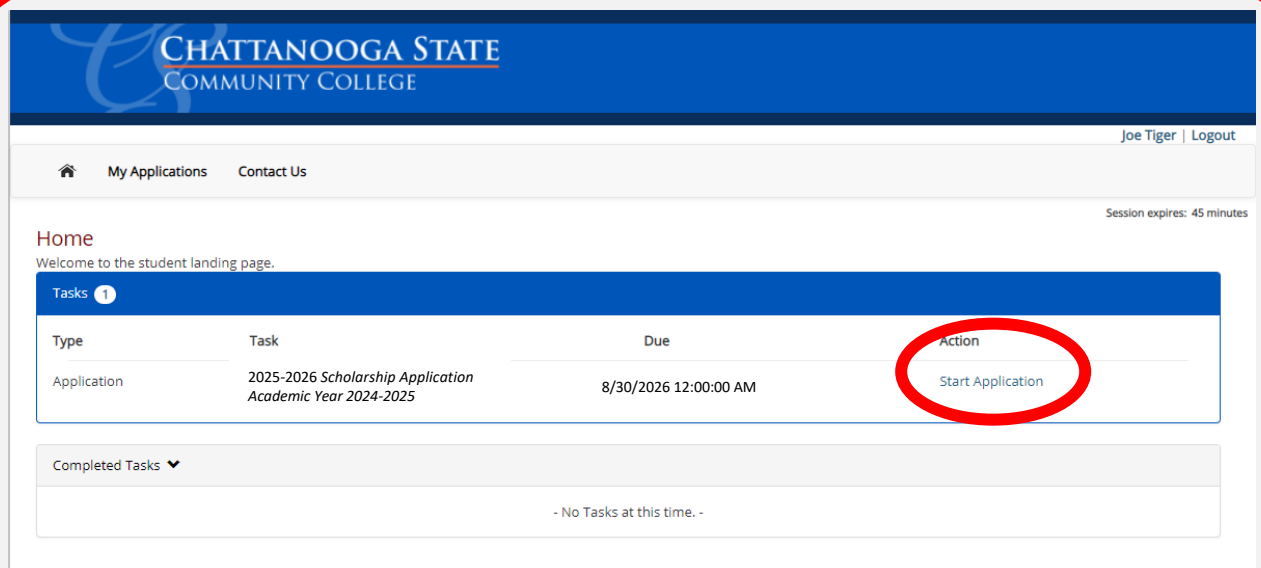 CHATTANOOGA STATE
COMMUNITY COLLEGE
Joe Tiger | Logout
My Applications Contact Us
Session expires: 45 minutes
Home
Welcome to the student landing page.
Tasks 1
Type Task Due Action
Application 2025-2026 Scholarship Application 8/30/2026 12:00:00 AM Start Application
Academic Year 2024-2025
Completed Tasks
- No Tasks at this time. -